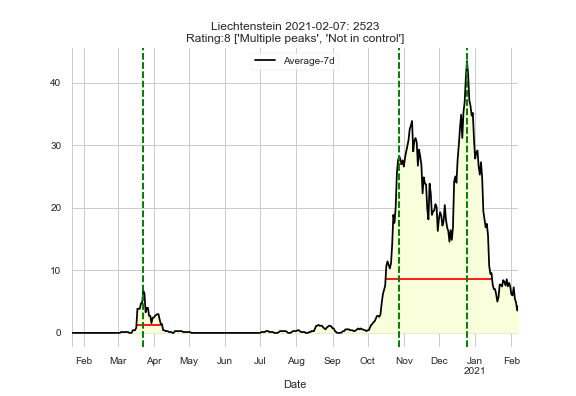 Liechtenstein 2021-02-07: 2523
Rating:8 ['Multiple peaks', 'Not in control']
Average-7d
40
30
20
10
0
Feb Mar Apr May Jun Jul Aug Sep Oct Nov Dec Jan Feb
2021
Date